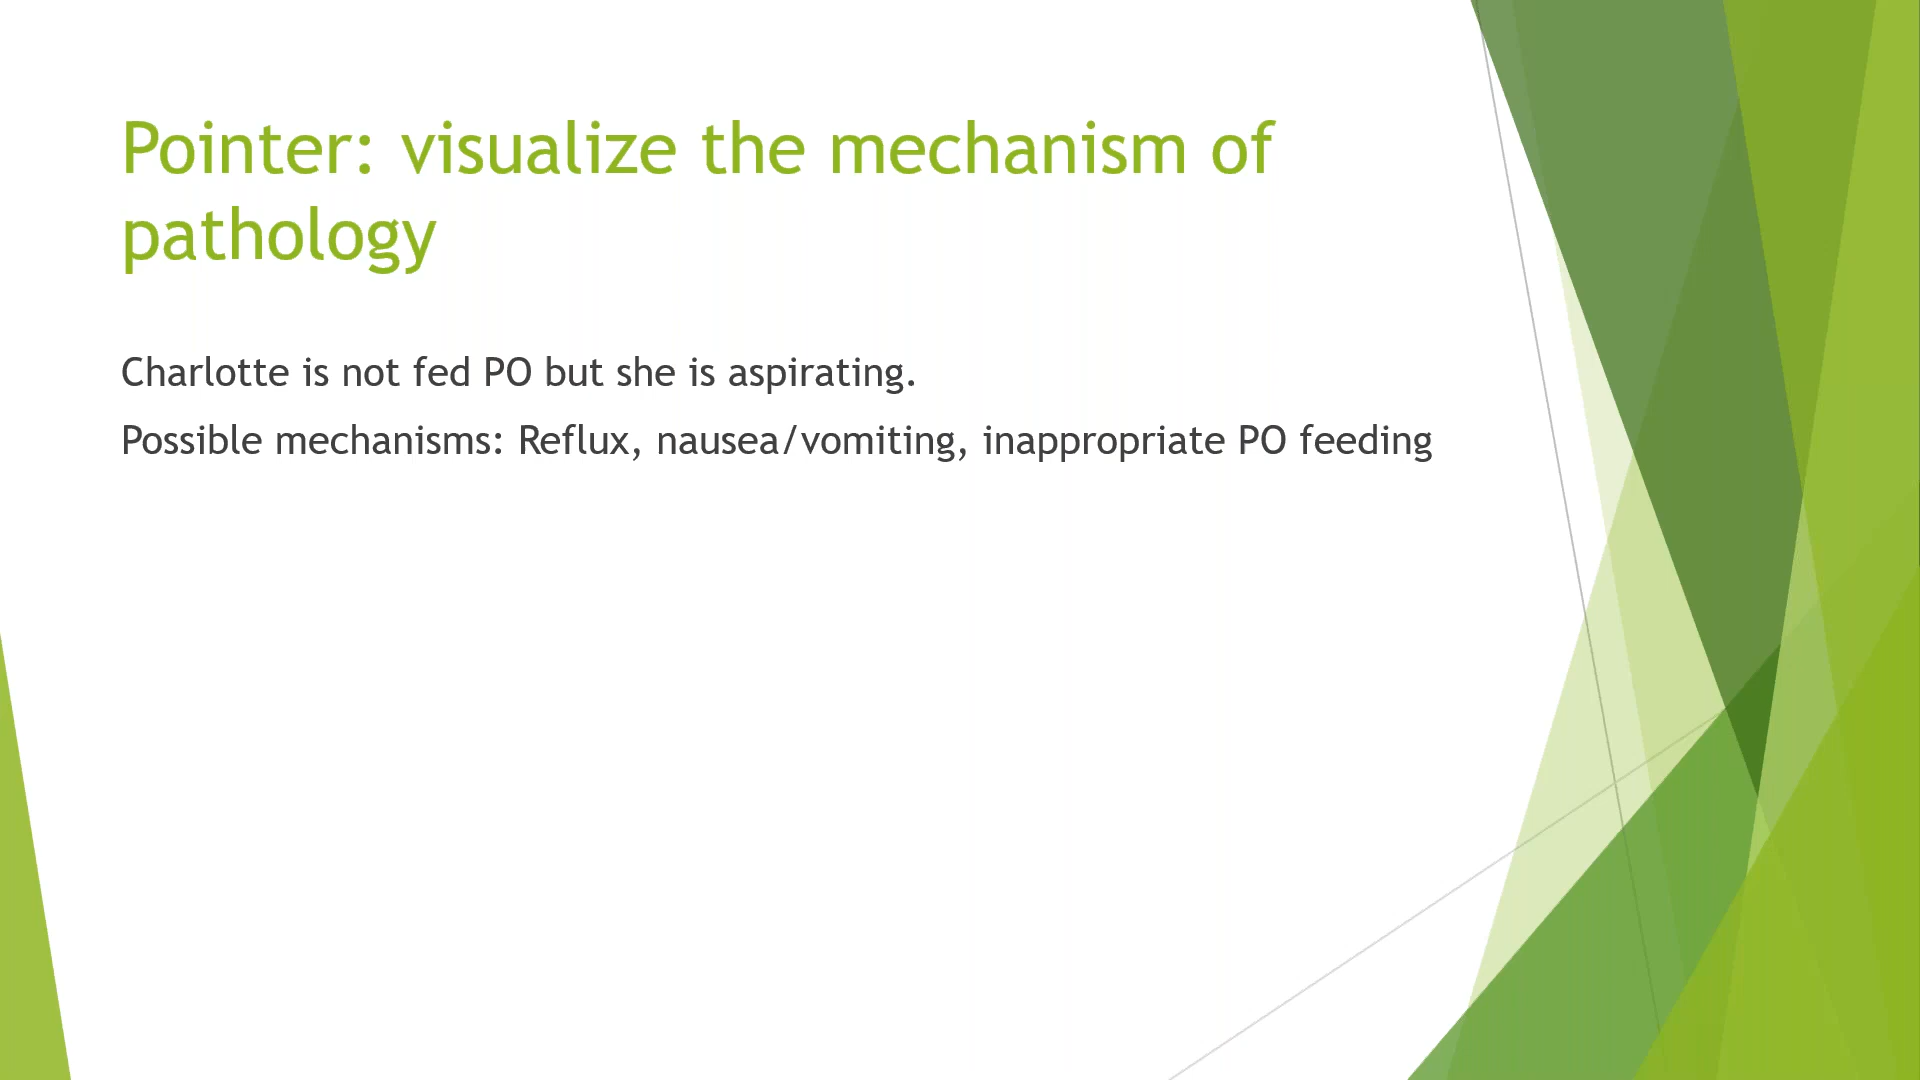 Pointer: visualize the mechanism of
pathology
Charlotte is not fed PO but she is aspirating.
Possible mechanisms: Reflux, nausea/vomiting, inappropriate PO feeding